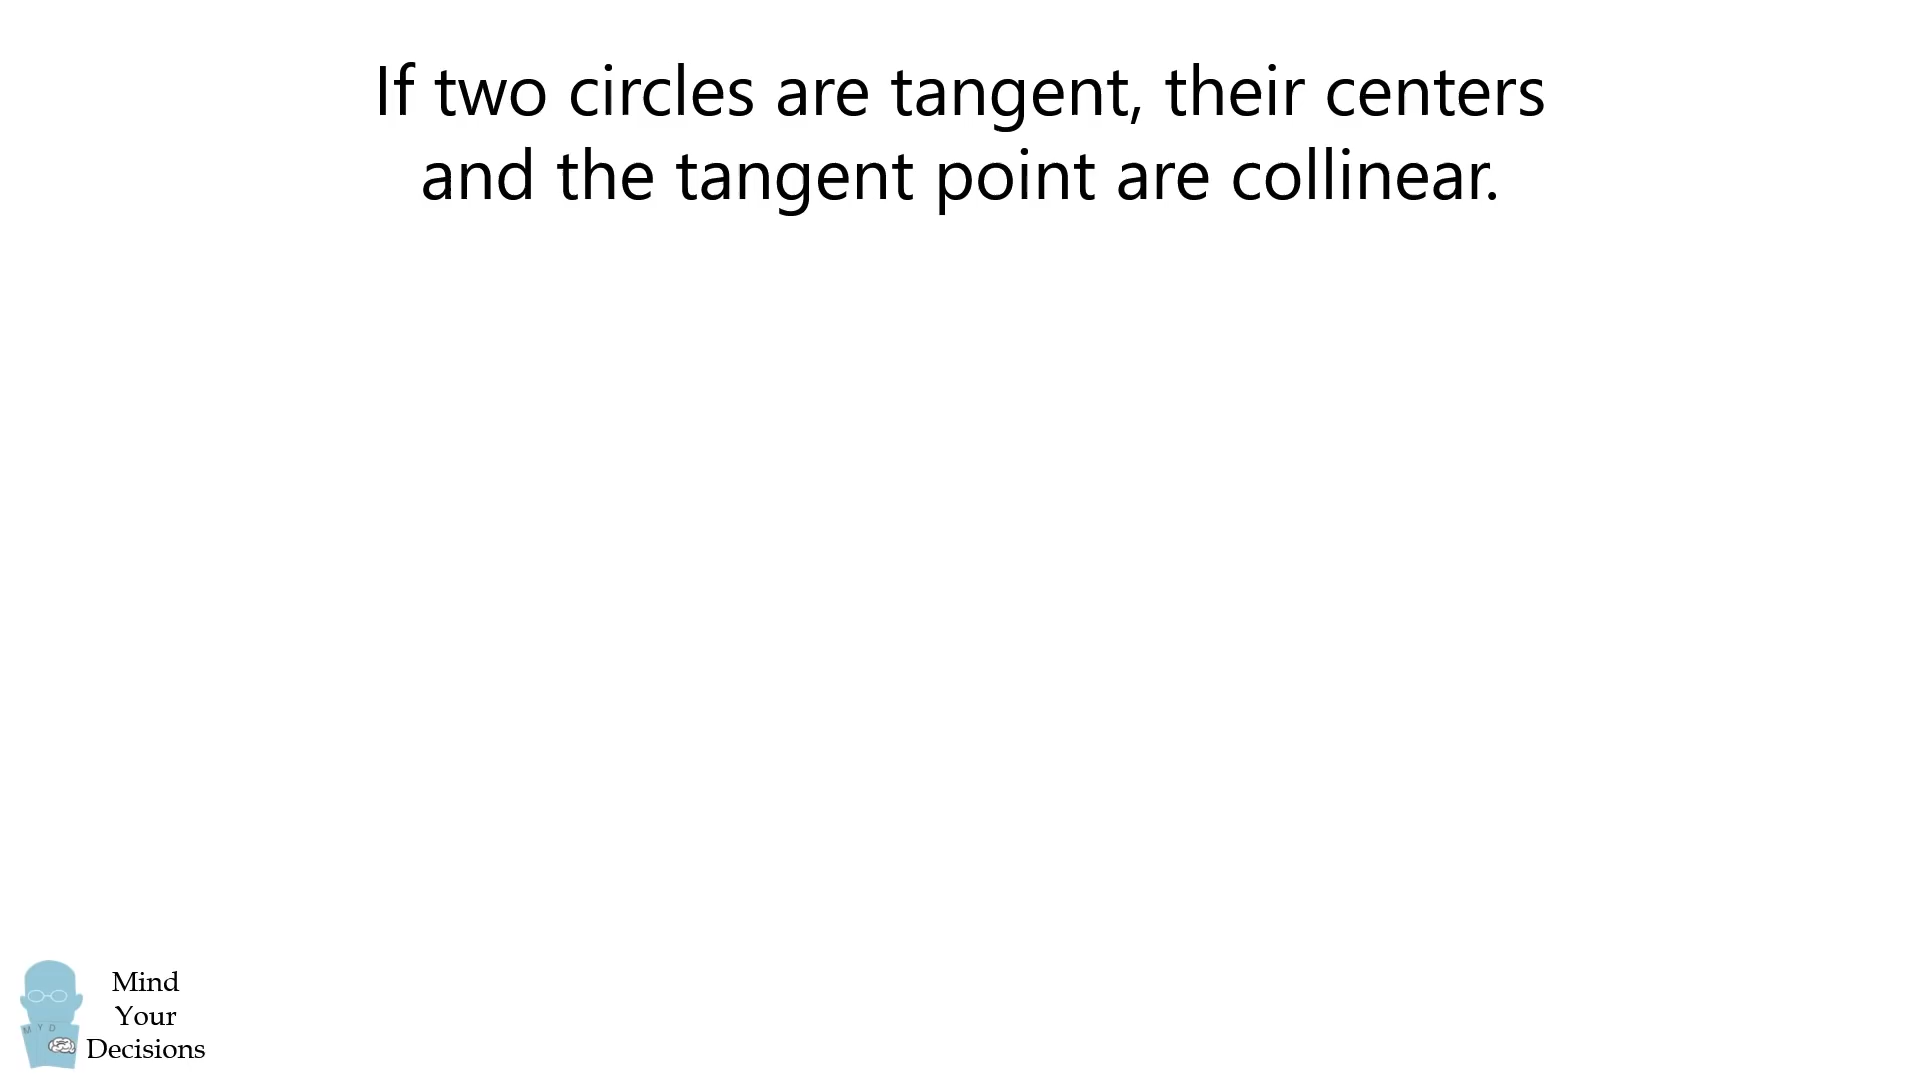 If two circles are tangent, their centers
and the tangent point are collinear.
M Y D
Mind
Your
Decisions